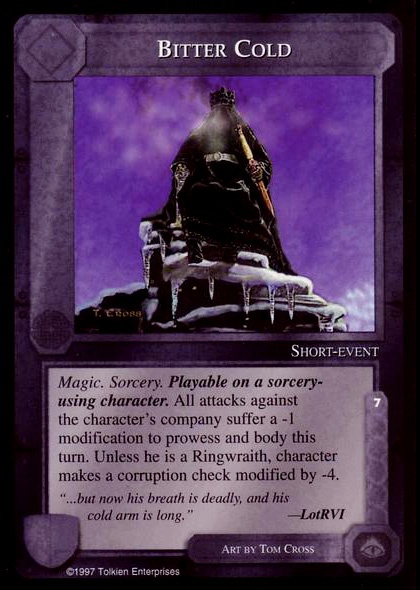 BITTER COLD
T. CROSS
SHORT-EVENT
Magic. Sorcery. Playable on a sorcery-
using character. All attacks against
the character's company suffer a -1
modification to prowess and body this
turn. Unless he is a Ringwraith, character
makes a corruption check modified by -4.
7
“...but now his breath is deadly, and his
cold arm is long.” —LotRVI
ART BY TOM CROSS
©1997 Tolkien Enterprises